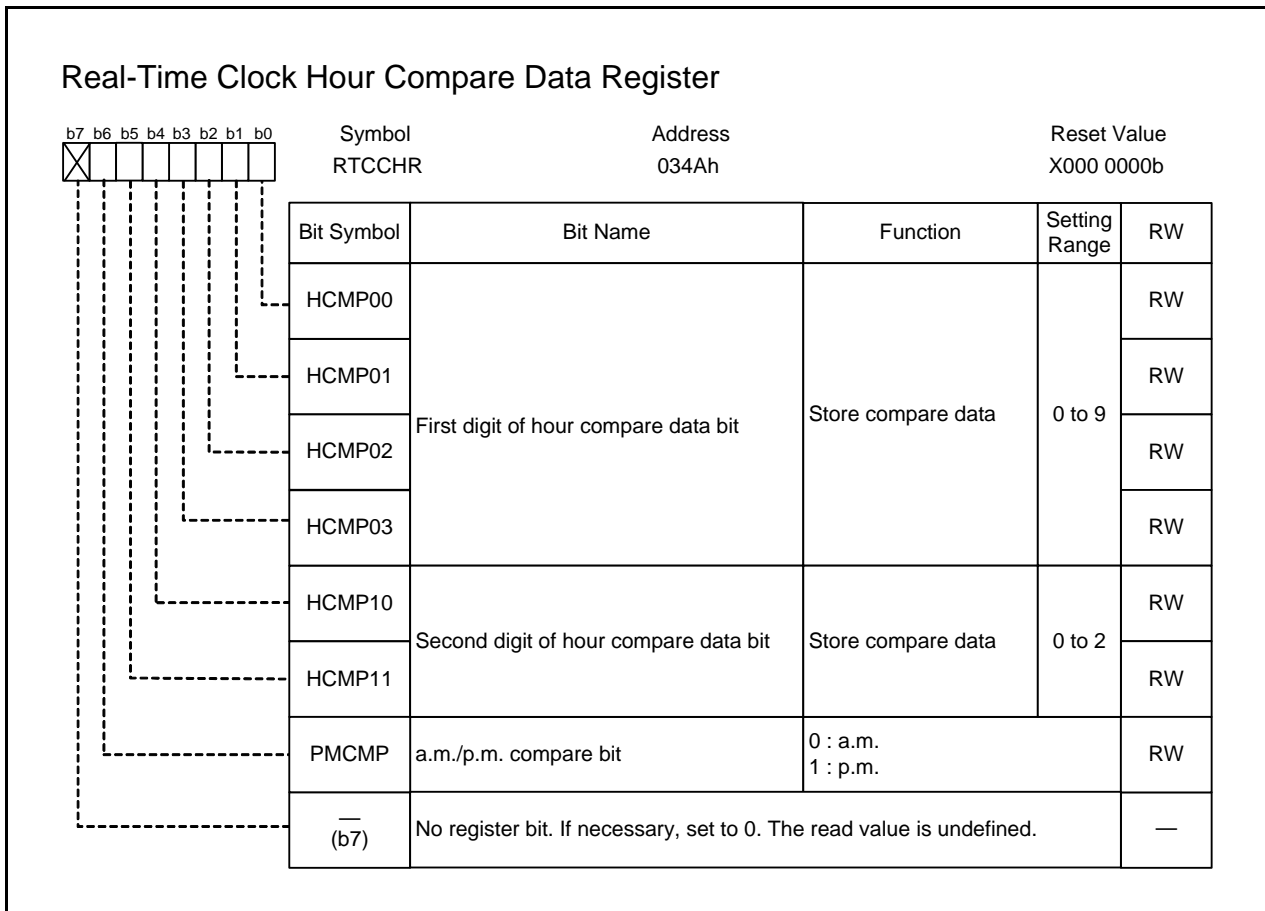 Real-Time Clock Hour Compare Data Register
b7 b6 b5 b4 b3 b2 b1 b0
Symbol Address Reset Value
RTCCHR 034Ah X000 0000b
Bit Symbol Bit Name Function Setting Range RW
HCMP00 First digit of hour compare data bit Store compare data 0 to 9 RW
HCMP01 RW
HCMP02 RW
HCMP03 RW
HCMP10 Second digit of hour compare data bit Store compare data 0 to 2 RW
HCMP11 RW
PMCMP a.m./p.m. compare bit 0 : a.m. RW
1 : p.m.
— (b7) No register bit. If necessary, set to 0. The read value is undefined. —